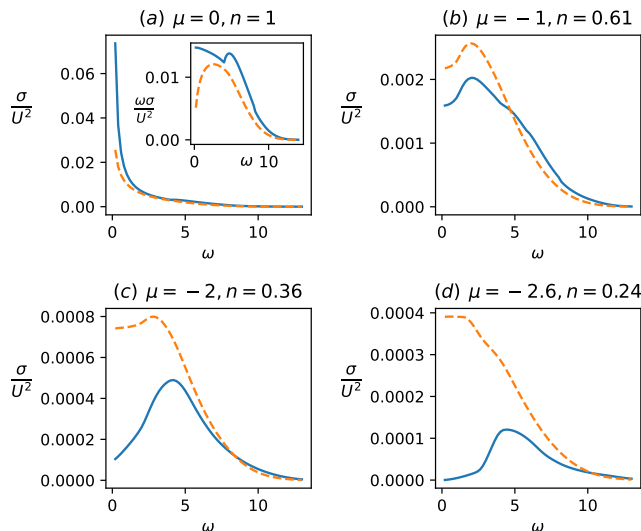 (a) μ = 0, n = 1
σ/U²
0.06
0.04
0.02
0.00
0 5 10
ω
ωσ/U²
0.01
0.00
0 ω 10
(b) μ = − 1, n = 0.61
σ/U²
0.002
0.001
0.000
0 5 10
ω
(c) μ = − 2, n = 0.36
σ/U²
0.0008
0.0006
0.0004
0.0002
0.0000
0 5 10
ω
(d) μ = − 2.6, n = 0.24
σ/U²
0.0004
0.0003
0.0002
0.0001
0.0000
0 5 10
ω